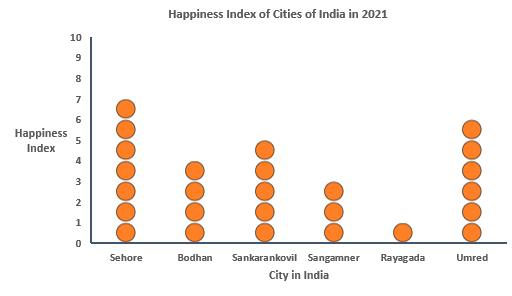 Happiness Index of Cities of India in 2021
10
9
8
7
6
5
4
3
2
1
0
Happiness
Index
Sehore Bodhan Sankarankovil Sangamner Rayagada Umred
City in India